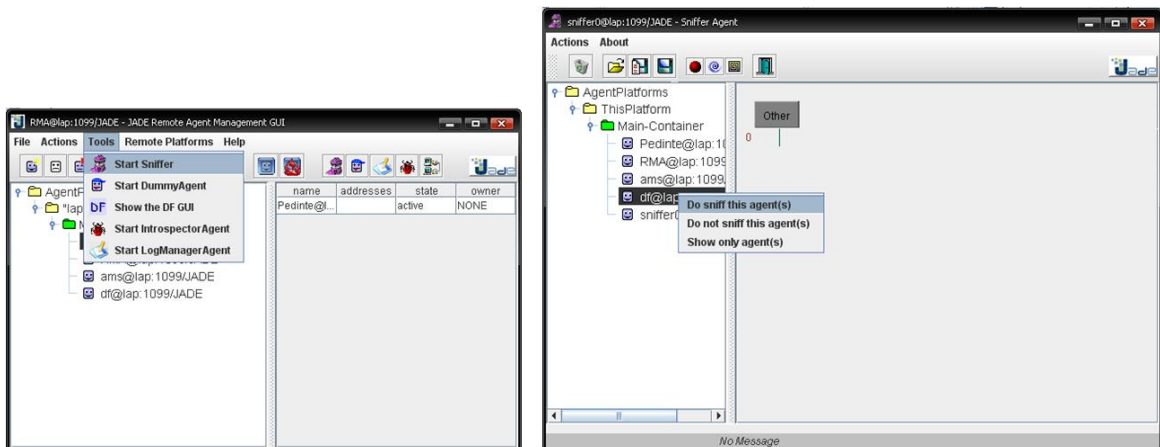 RMA@lap:1099/JADE - JADE Remote Agent Management GUI
File Actions Tools Remote Platforms Help
Start Sniffer
Start DummyAgent
DF Show the DF GUI
Start IntrospectorAgent
Start LogManagerAgent
Jade
AgentP
"lap
name addresses state owner
Pedinte@l... active NONE
ams@lap:1099/JADE
df@lap:1099/JADE
sniffer0@lap:1099/JADE - Sniffer Agent
Actions About
Jade
AgentPlatforms
ThisPlatform
Main-Container
Pedinte@lap:10
RMA@lap:1099
ams@lap:1099/
df@lap
sniffer0
Other
0
Do sniff this agent(s)
Do not sniff this agent(s)
Show only agent(s)
No Message